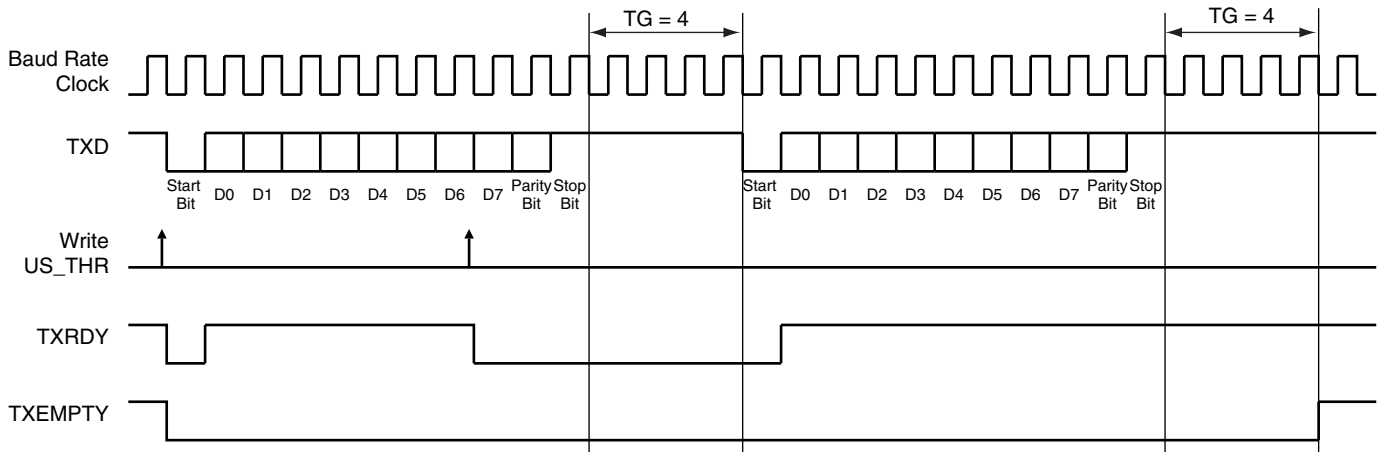 TG = 4
TG = 4
Baud Rate
Clock
TXD
Start
Bit
D0
D1
D2
D3
D4
D5
D6
D7
Parity
Bit
Stop
Bit
Start
Bit
D0
D1
D2
D3
D4
D5
D6
D7
Parity
Bit
Stop
Bit
Write
US_THR
TXRDY
TXEMPTY